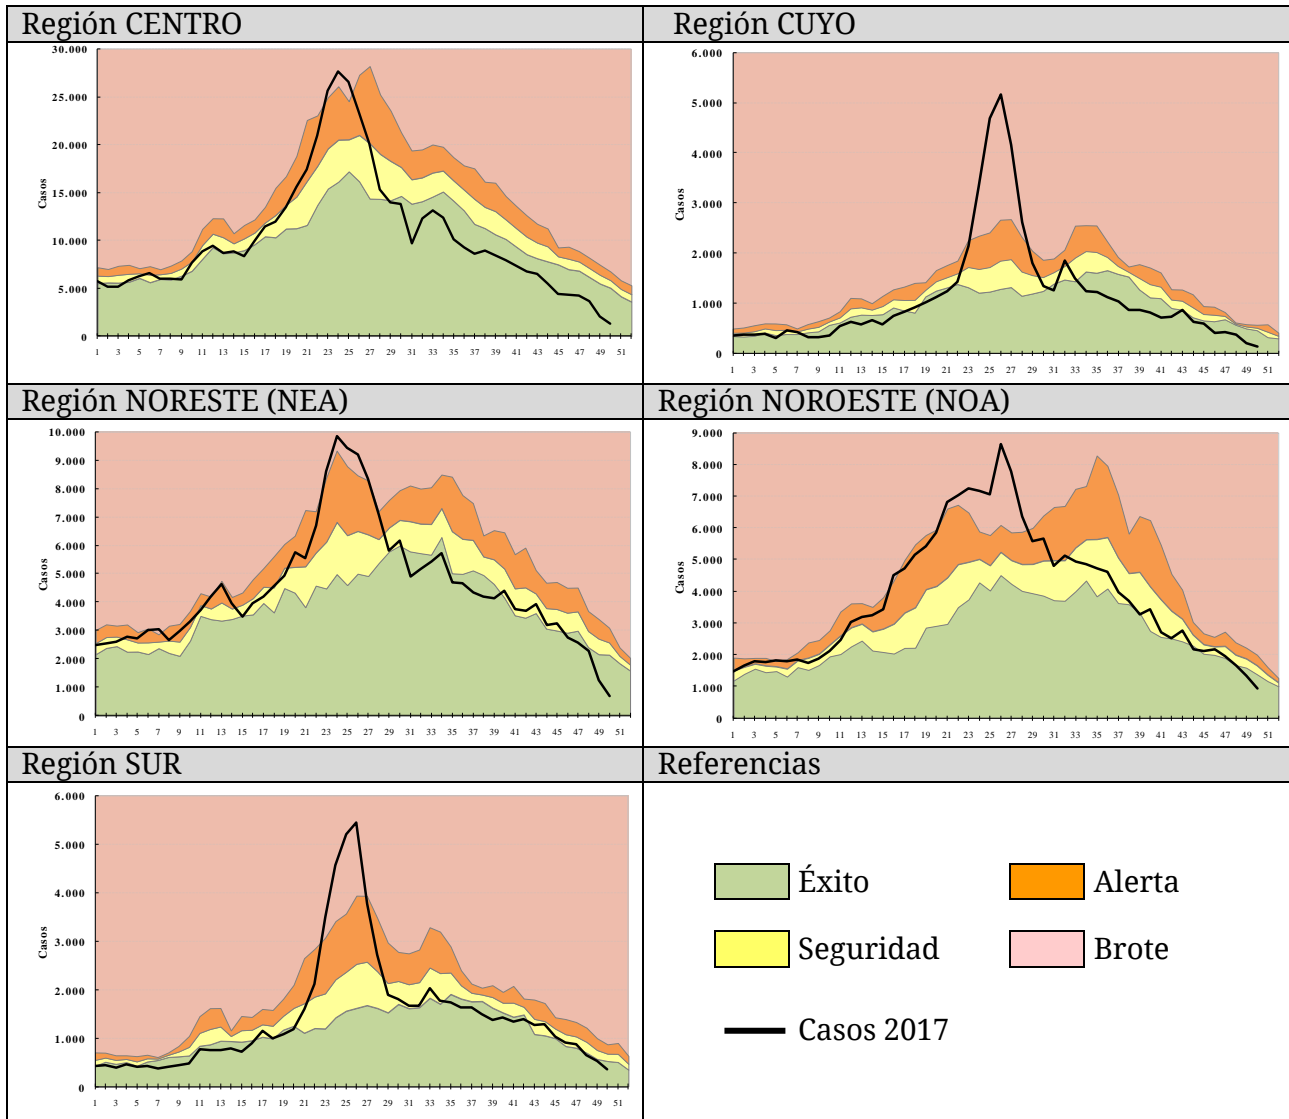 Región CENTRO
30.000
25.000
20.000
15.000
10.000
5.000
0
Casos
1 3 5 7 9 11 13 15 17 19 21 23 25 27 29 31 33 35 37 39 41 43 45 47 49 51
Región CUYO
6.000
5.000
4.000
3.000
2.000
1.000
0
Casos
1 3 5 7 9 11 13 15 17 19 21 23 25 27 29 31 33 35 37 39 41 43 45 47 49 51
Región NORESTE (NEA)
10.000
9.000
8.000
7.000
6.000
5.000
4.000
3.000
2.000
1.000
0
Casos
1 3 5 7 9 11 13 15 17 19 21 23 25 27 29 31 33 35 37 39 41 43 45 47 49 51
Región NOROESTE (NOA)
9.000
8.000
7.000
6.000
5.000
4.000
3.000
2.000
1.000
0
Casos
1 3 5 7 9 11 13 15 17 19 21 23 25 27 29 31 33 35 37 39 41 43 45 47 49 51
Región SUR
6.000
5.000
4.000
3.000
2.000
1.000
0
Casos
1 3 5 7 9 11 13 15 17 19 21 23 25 27 29 31 33 35 37 39 41 43 45 47 49 51
Referencias
Éxito
Alerta
Seguridad
Brote
Casos 2017